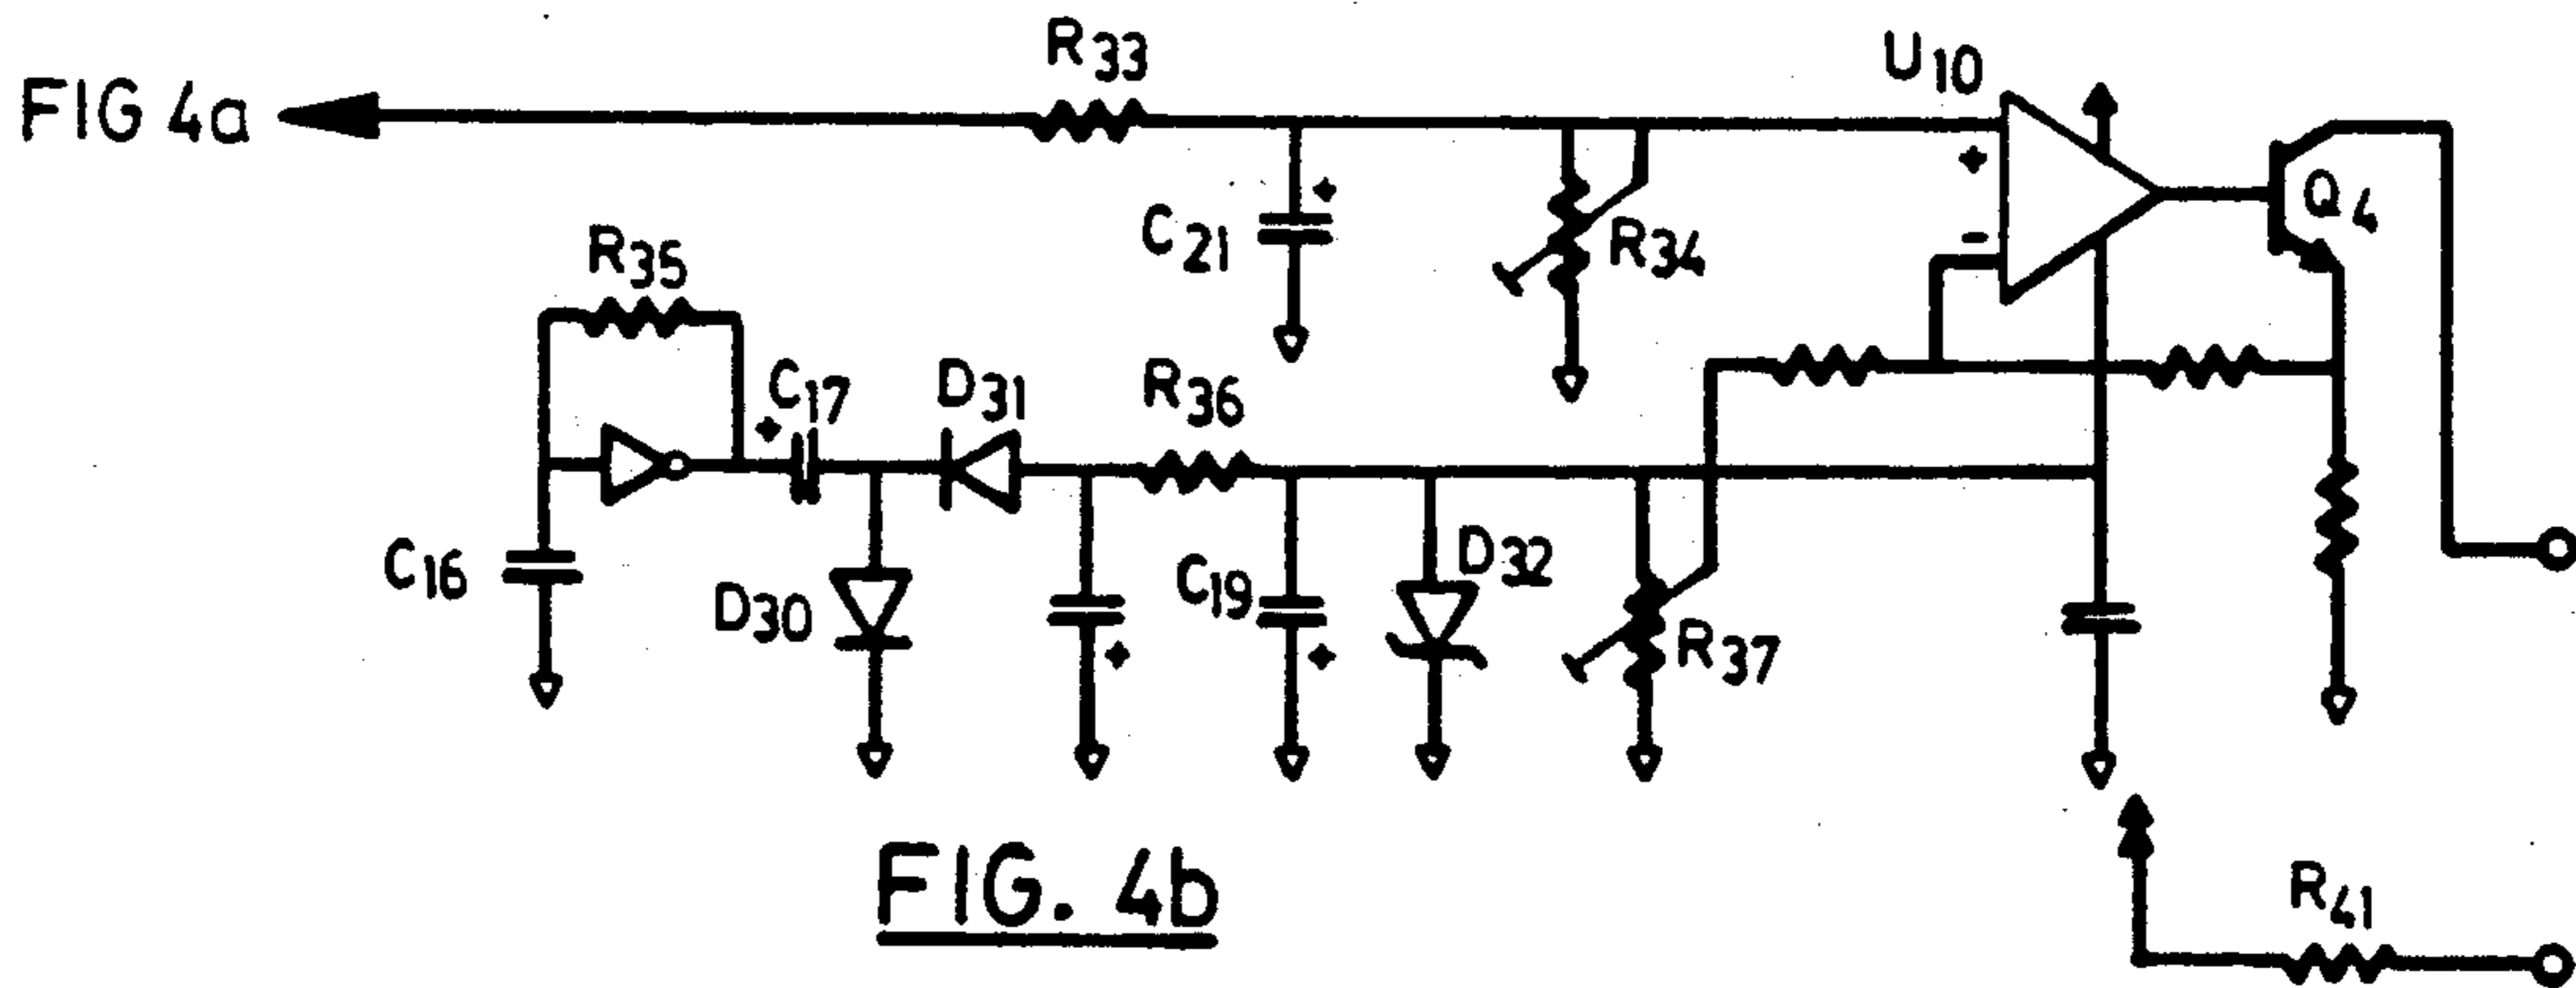 R33
U10
FIG 4a
+
Q4
+
C21
R34
-
R35
C17
D31
R36
+
C16
D30
C19
D32
R37
+
+
FIG. 4b
R41